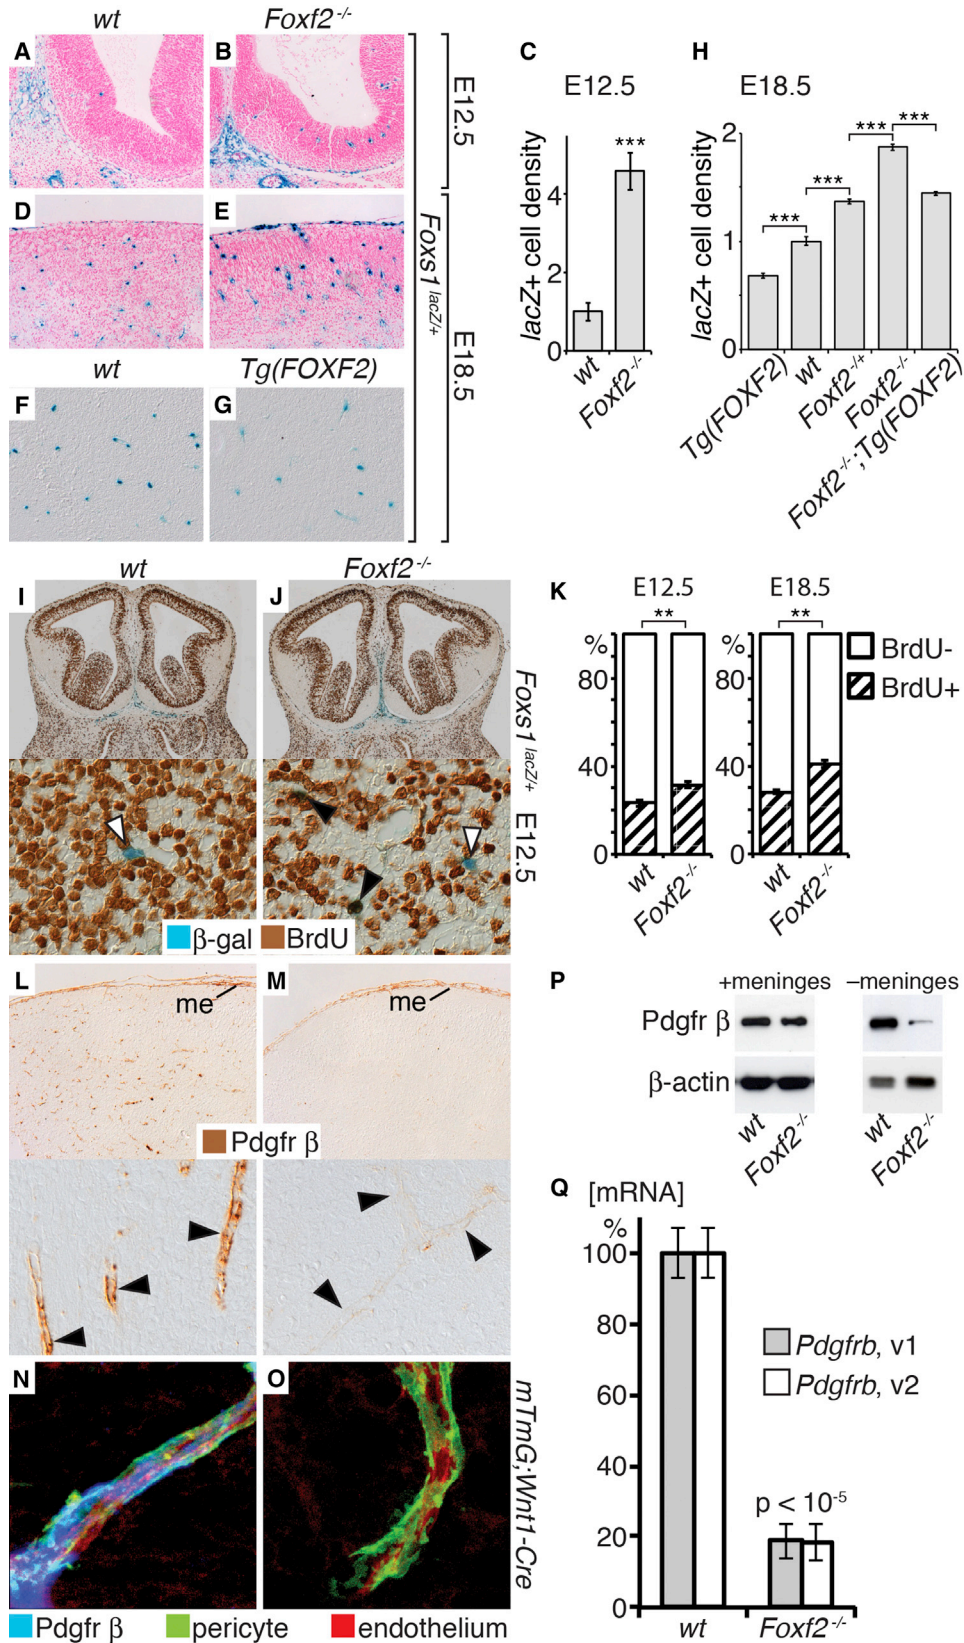 wt Foxf2-/-
A B
E12.5
D E
Foxs1 lacZ/+
E18.5
wt Tg(FOXF2)
F G
C
E12.5
lacZ+ cell density
***
4
2
0
wt Foxf2-/-
H
E18.5
lacZ+ cell density
2
1
0
*** *** *** ***
Tg(FOXF2) wt Foxf2-/+ Foxf2-/- Foxf2-/-;Tg(FOXF2)
wt Foxf2-/-
I J
Foxs1 lacZ/+ E12.5
β-gal BrdU
K
E12.5 E18.5
** **
% %
80 80
40 40
0 0
wt Foxf2-/- wt Foxf2-/-
BrdU-
BrdU+
L M
me me
Pdgfr β
N O
mTmG;Wnt1-Cre
Pdgfr β pericyte endothelium
P
+meninges –meninges
Pdgfr β
β-actin
wt Foxf2-/- wt Foxf2-/-
Q
[mRNA]
%
100
80
60
40
20
0
Pdgfrb, v1
Pdgfrb, v2
p < 10-5
wt Foxf2-/-